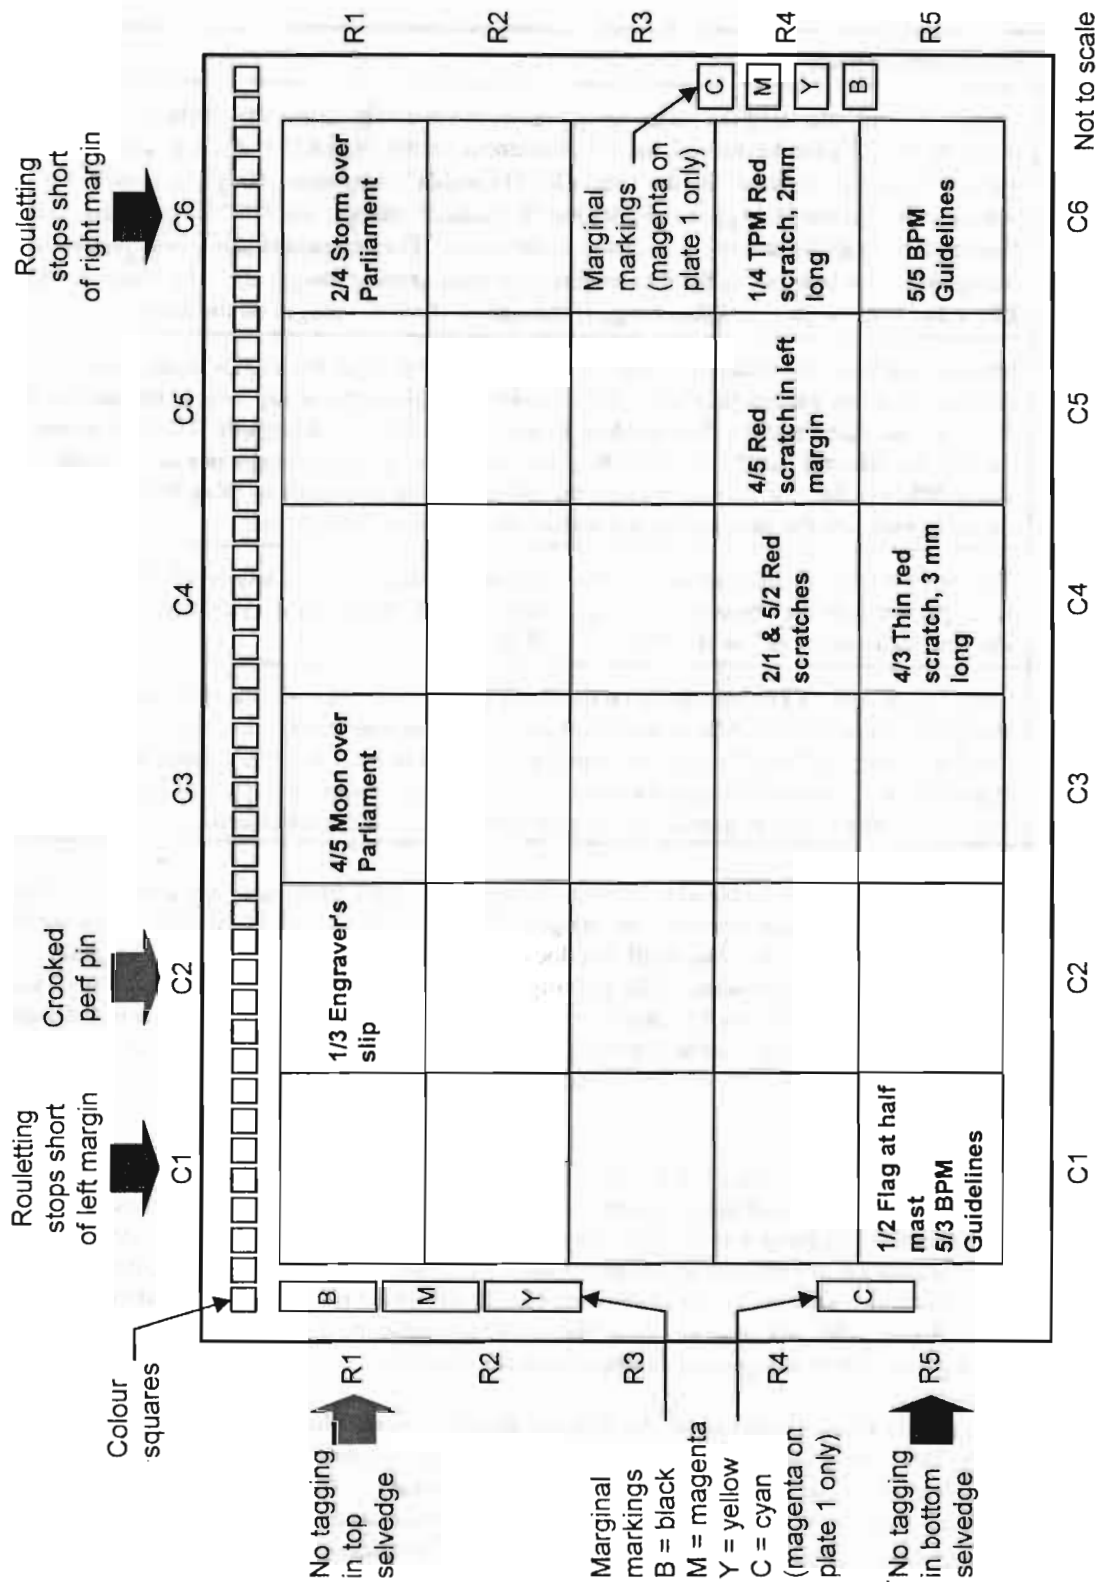 Rouletting
stops short
of left margin
Crooked
perf pin
Rouletting
stops short
of right margin
Colour
squares
C1
C2
C3
C4
C5
C6
No tagging
in top
selvedge
R1
B
1/3 Engraver's
slip
4/5 Moon over
Parliament
2/4 Storm over
Parliament
R1
R2
M
R2
Y
Marginal
markings
B = black
M = magenta
Y = yellow
C = cyan
(magenta on
plate 1 only)
R3
Marginal
markings
(magenta on
plate 1 only)
R3
C
M
Y
B
R4
2/1 & 5/2 Red
scratches
4/5 Red
scratch in left
margin
1/4 TPM Red
scratch, 2mm
long
R4
C
No tagging
in bottom
selvedge
R5
1/2 Flag at half
mast
5/3 BPM
Guidelines
4/3 Thin red
scratch, 3 mm
long
5/5 BPM
Guidelines
R5
C1
C2
C3
C4
C5
C6
Not to scale